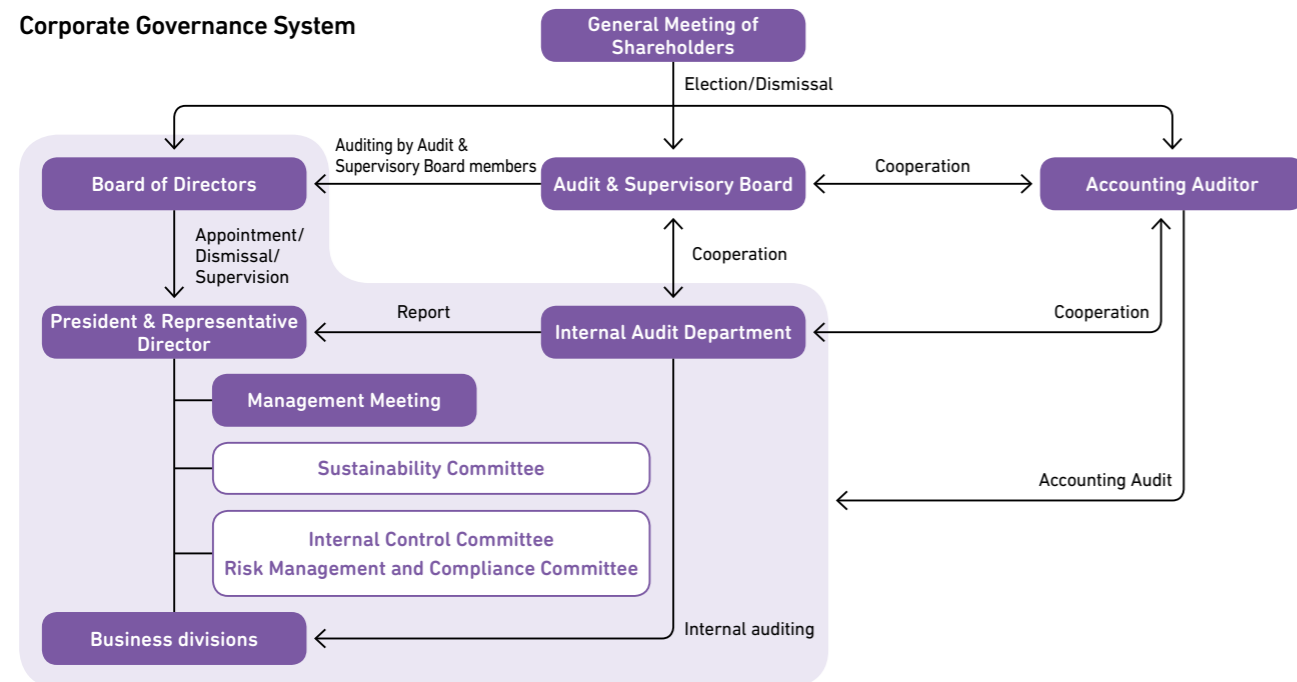 Corporate Governance System
General Meeting of
Shareholders
Election/Dismissal
Auditing by Audit &
Supervisory Board members
Board of Directors
Audit & Supervisory Board
Cooperation
Accounting Auditor
Appointment/
Dismissal/
Supervision
Cooperation
President & Representative
Director
Report
Internal Audit Department
Cooperation
Management Meeting
Sustainability Committee
Accounting Audit
Internal Control Committee
Risk Management and Compliance Committee
Business divisions
Internal auditing